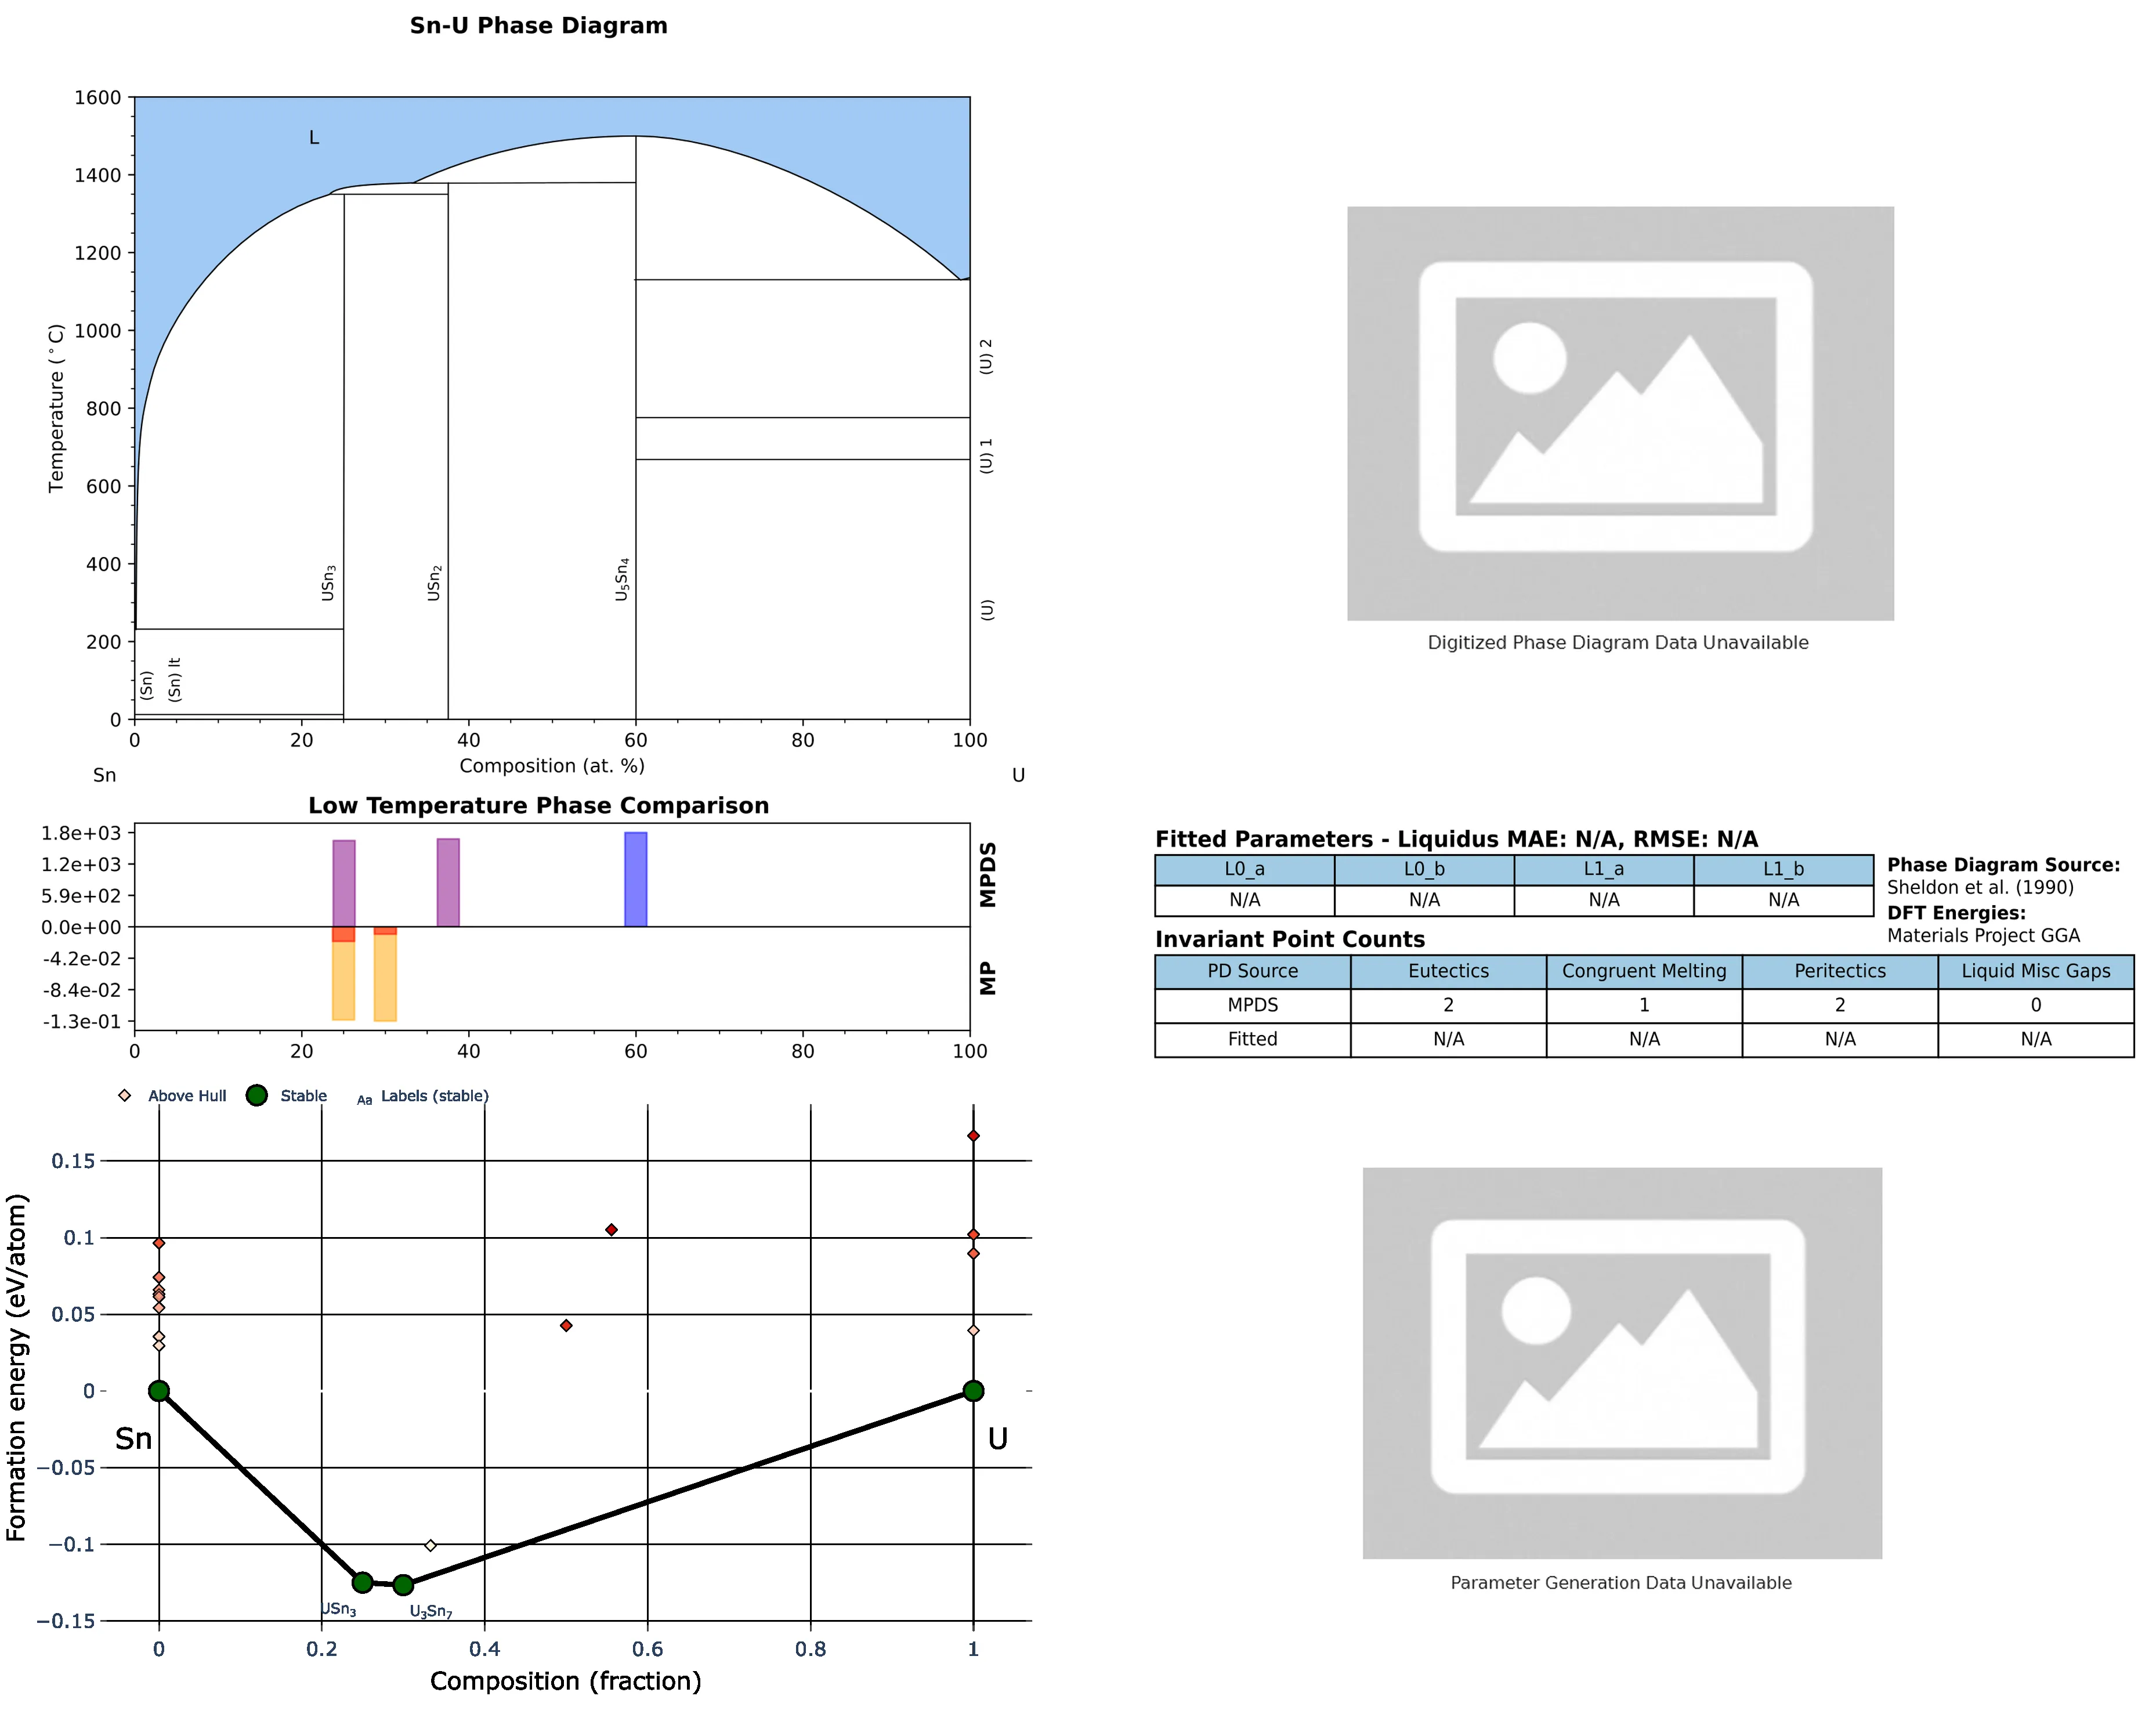 Sn-U Phase Diagram
1600
1400
1200
1000
800
600
400
200
0
Temperature (°C)
L
USn3
USn2
U5Sn4
(Sn)
(Sn) lt
(U) 2
(U) 1
(U)
0 20 40 60 80 100
Composition (at. %)
Sn U
Digitized Phase Diagram Data Unavailable
Low Temperature Phase Comparison
1.8e+03
1.2e+03
5.9e+02
0.0e+00
-4.2e-02
-8.4e-02
-1.3e-01
MPDS
MP
0 20 40 60 80 100
Fitted Parameters - Liquidus MAE: N/A, RMSE: N/A
L0_a L0_b L1_a L1_b
N/A N/A N/A N/A
Phase Diagram Source:
Sheldon et al. (1990)
DFT Energies:
Materials Project GGA
Invariant Point Counts
PD Source Eutectics Congruent Melting Peritectics Liquid Misc Gaps
MPDS 2 1 2 0
Fitted N/A N/A N/A N/A
Above Hull Stable Aa Labels (stable)
0.15
0.1
0.05
0
−0.05
−0.1
−0.15
Formation energy (eV/atom)
Sn U
USn3 U3Sn7
0 0.2 0.4 0.6 0.8 1
Composition (fraction)
Parameter Generation Data Unavailable